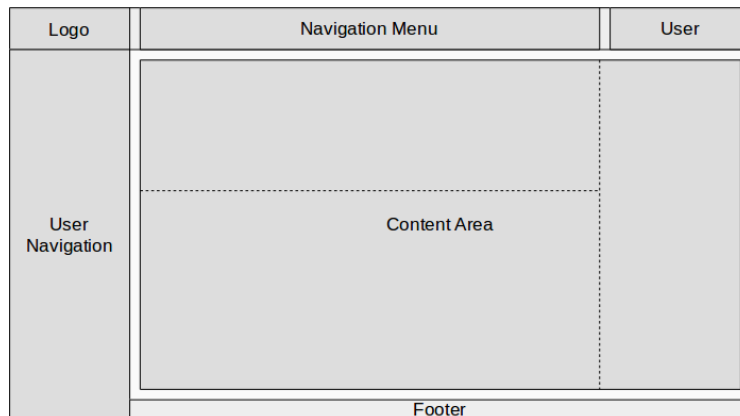 Logo
Navigation Menu
User
User
Navigation
Content Area
Footer